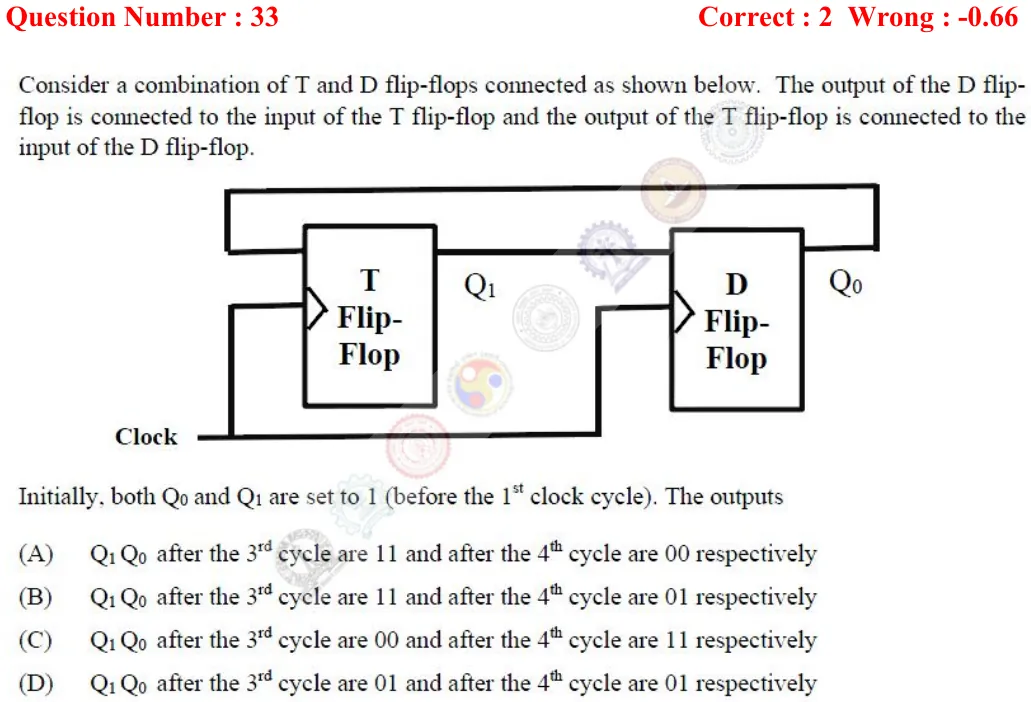 Question Number : 33 Correct : 2 Wrong : -0.66
Consider a combination of T and D flip-flops connected as shown below. The output of the D flip-
flop is connected to the input of the T flip-flop and the output of the T flip-flop is connected to the
input of the D flip-flop.
T
Flip-
Flop
Q1
D
Flip-
Flop
Q0
Clock
Initially, both Q0 and Q1 are set to 1 (before the 1st clock cycle). The outputs
(A) Q1 Q0 after the 3rd cycle are 11 and after the 4th cycle are 00 respectively
(B) Q1 Q0 after the 3rd cycle are 11 and after the 4th cycle are 01 respectively
(C) Q1 Q0 after the 3rd cycle are 00 and after the 4th cycle are 11 respectively
(D) Q1 Q0 after the 3rd cycle are 01 and after the 4th cycle are 01 respectively